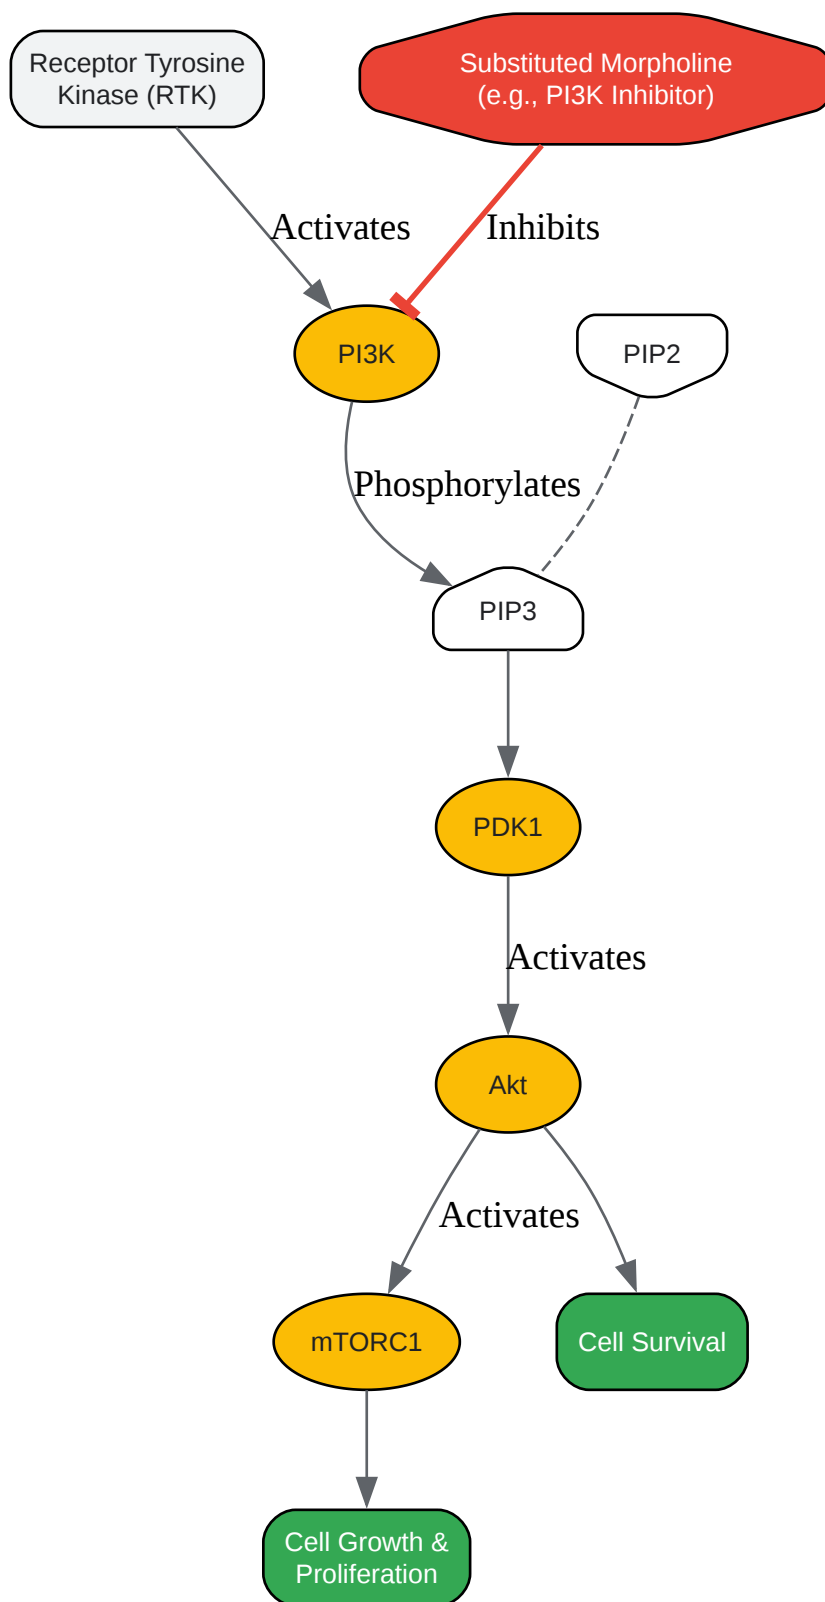 Receptor Tyrosine
Kinase (RTK)
Substituted Morpholine
(e.g., PI3K Inhibitor)
Activates
Inhibits
PI3K
PIP2
Phosphorylates
PIP3
PDK1
Activates
Akt
Activates
mTORC1
Cell Survival
Cell Growth &
Proliferation